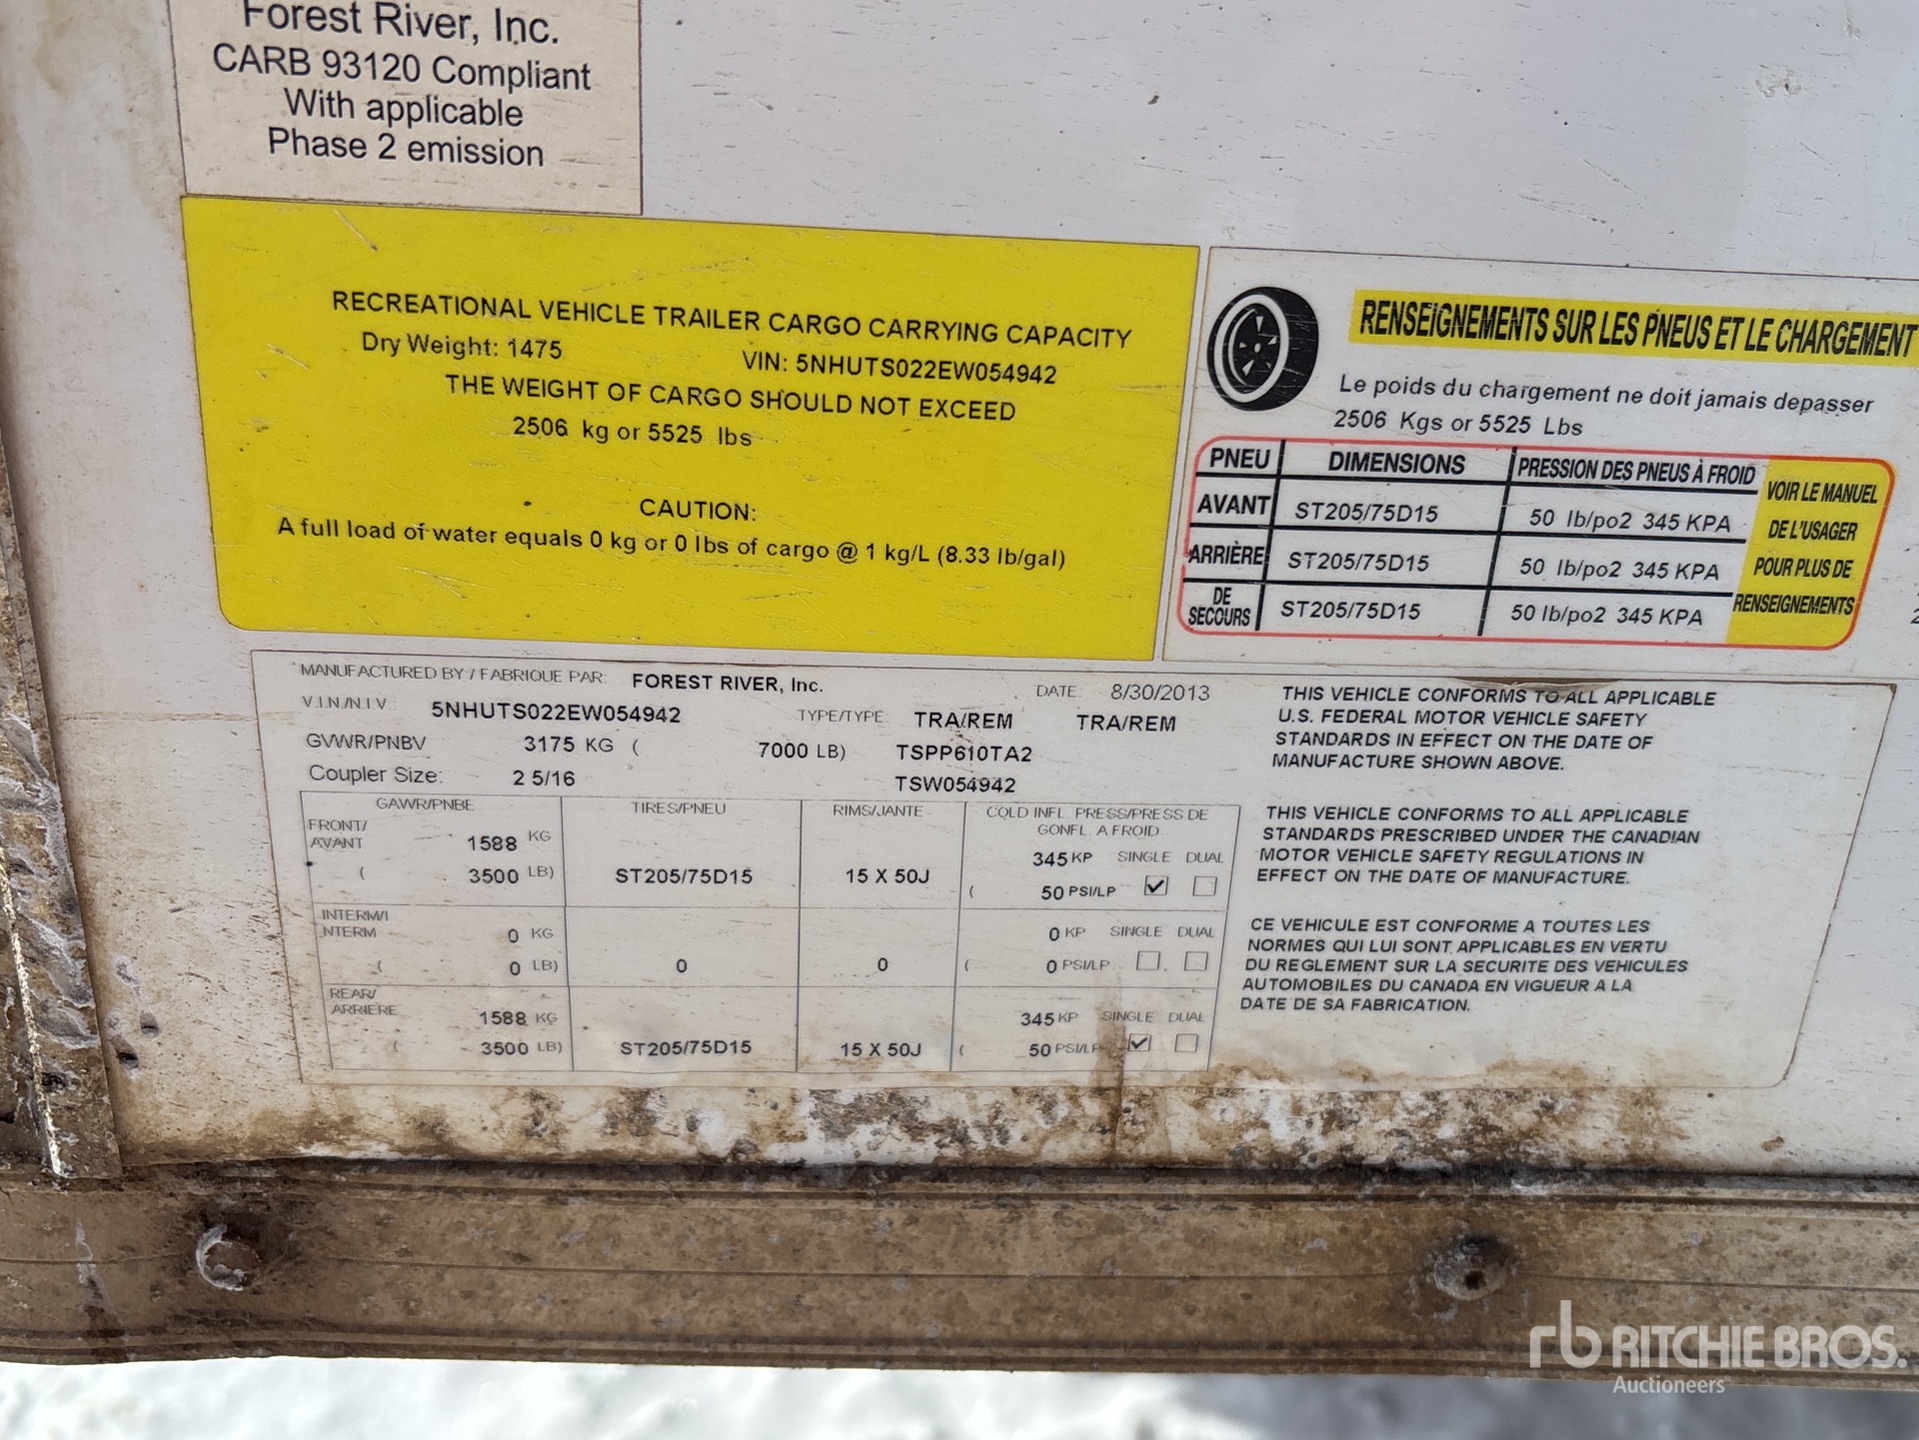 Forest River, Inc.
CARB 93120 Compliant
With applicable
Phase 2 emission
RECREATIONAL VEHICLE TRAILER CARGO CARRYING CAPACITY
Dry Weight: 1475 VIN: 5NHUTS022EW054942
THE WEIGHT OF CARGO SHOULD NOT EXCEED
2506 kg or 5525 lbs
CAUTION:
A full load of water equals 0 kg or 0 lbs of cargo @ 1 kg/L (8.33 lb/gal)
RENSEIGNEMENTS SUR LES PNEUS ET LE CHARGEMENT
Le poids du chargement ne doit jamais depasser
2506 Kgs or 5525 Lbs
PNEU DIMENSIONS PRESSION DES PNEUS À FROID
AVANT ST205/75D15 50 lb/po2 345 KPA
ARRIÈRE ST205/75D15 50 lb/po2 345 KPA
DE SECOURS ST205/75D15 50 lb/po2 345 KPA
VOIR LE MANUEL
DE L'USAGER
POUR PLUS DE
RENSEIGNEMENTS
MANUFACTURED BY / FABRIQUE PAR: FOREST RIVER, Inc. DATE 8/30/2013
V.I.N./N.I.V 5NHUTS022EW054942 TYPE/TYPE TRA/REM TRA/REM
GVWR/PNBV 3175 KG ( 7000 LB) TSPP610TA2
Coupler Size: 2 5/16 TSW054942
GAWR/PNBE TIRES/PNEU RIMS/JANTE COLD INFL PRESS/PRESS DE
GONFL A FROID
FRONT/
AVANT 1588 KG 345 KP SINGLE DUAL
( 3500 LB) ST205/75D15 15 X 50J ( 50 PSI/LP
INTERM/I
NTERM 0 KG 0 KP SINGLE DUAL
( 0 LB) 0 0 ( 0 PSI/LP
REAR/
ARRIERE 1588 KG 345 KP SINGLE DUAL
( 3500 LB) ST205/75D15 15 X 50J ( 50 PSI/LP
THIS VEHICLE CONFORMS TO ALL APPLICABLE
U.S. FEDERAL MOTOR VEHICLE SAFETY
STANDARDS IN EFFECT ON THE DATE OF
MANUFACTURE SHOWN ABOVE.
THIS VEHICLE CONFORMS TO ALL APPLICABLE
STANDARDS PRESCRIBED UNDER THE CANADIAN
MOTOR VEHICLE SAFETY REGULATIONS IN
EFFECT ON THE DATE OF MANUFACTURE.
CE VEHICULE EST CONFORME A TOUTES LES
NORMES QUI LUI SONT APPLICABLES EN VERTU
DU REGLEMENT SUR LA SECURITE DES VEHICULES
AUTOMOBILES DU CANADA EN VIGUEUR A LA
DATE DE SA FABRICATION.
rb RITCHIE BROS.
Auctioneers